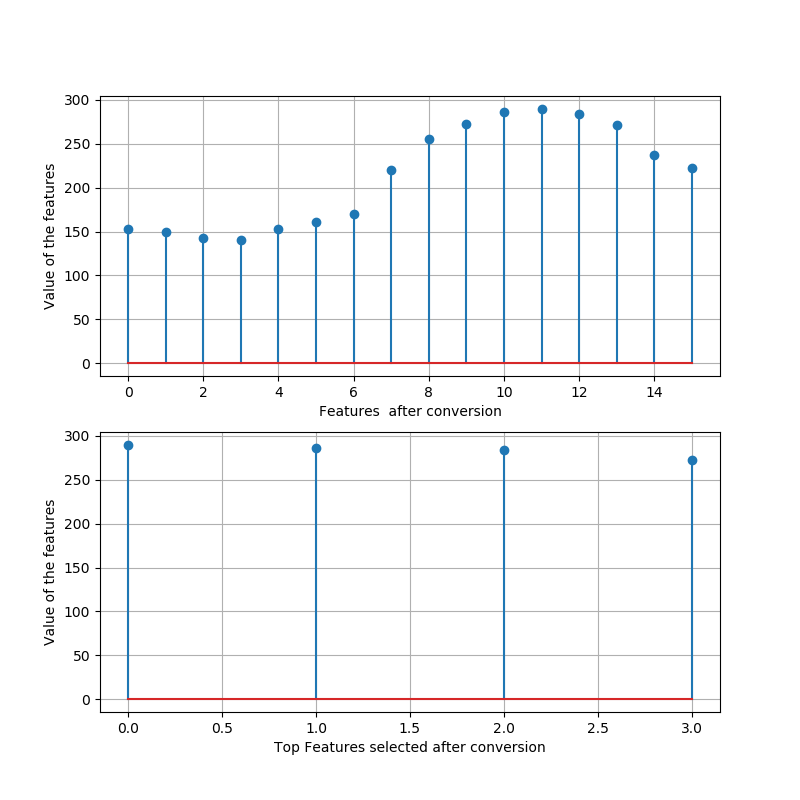 300
250
200
150
100
50
0
Value of the features
0 2 4 6 8 10 12 14
Features  after conversion
300
250
200
150
100
50
0
Value of the features
0.0 0.5 1.0 1.5 2.0 2.5 3.0
Top Features selected after conversion